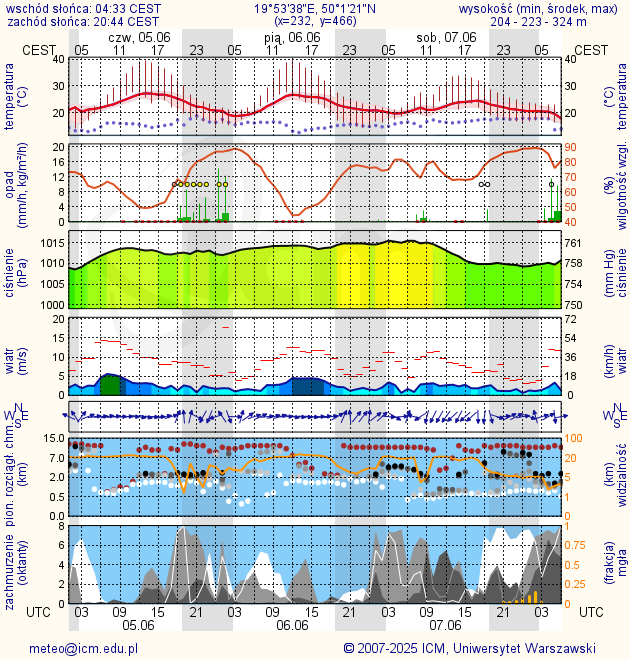 wschód słońca: 04:33 CEST 19°53'38"E, 50°1'21"N wysokość (min, środek, max)
zachód słońca: 20:44 CEST (x=232, y=466) 204 - 223 - 324 m
czw, 05.06 pią, 06.06 sob, 07.06
CEST 05 11 17 23 05 11 17 23 05 11 17 23 05 CEST
temperatura (°C)
40 40
30 30
20 20
temperatura (°C)
opad (mm/h, kg/m²/h)
20 90
16 80
12 70
8 60
4 50
0 40
(%) wilgotność wzgl.
ciśnienie (hPa)
1015 761
1010 758
1005 754
1000 750
(mm Hg) ciśnienie
wiatr (m/s)
20 72
15 54
10 36
5 18
0 0
(km/h) wiatr
N W E S N W E S
pion. rozciągł. chm. (km)
15.0 100
7.0 20
2.0 5
0.5 1
0.0 0
(km) widzialność
zachmurzenie (oktanty)
8 1
6 0.75
4 0.5
2 0.25
0 0
(frakcja) mgła
UTC 03 09 15 21 03 09 15 21 03 09 15 21 03 UTC
05.06 06.06 07.06
meteo@icm.edu.pl © 2007-2025 ICM, Uniwersytet Warszawski